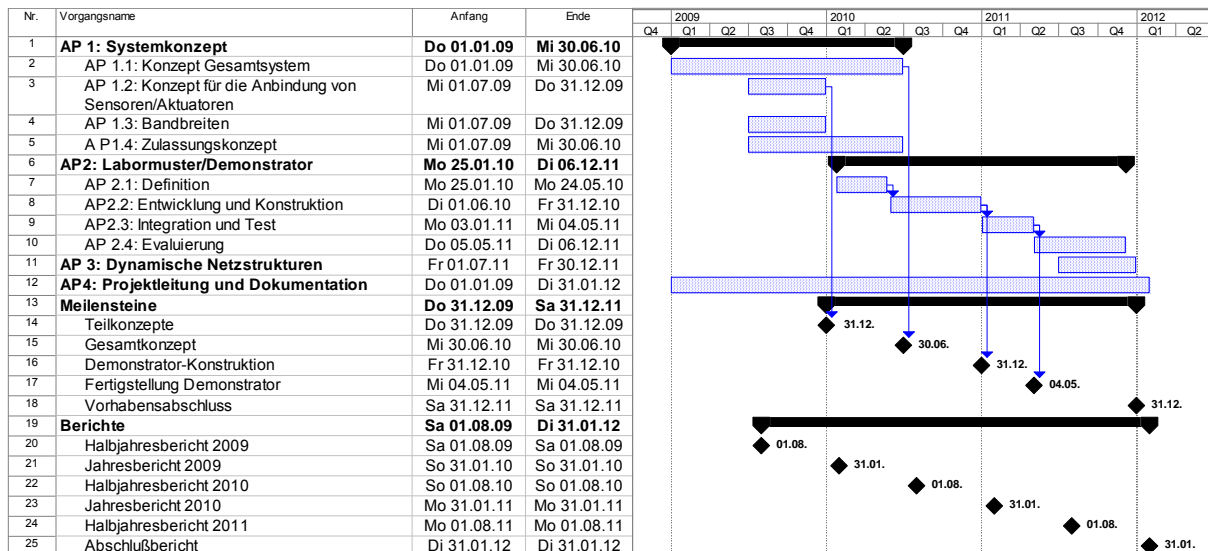 Nr. Vorgangsname Anfang Ende 2009 2010 2011 2012
Q4 Q1 Q2 Q3 Q4 Q1 Q2 Q3 Q4 Q1 Q2 Q3 Q4 Q1 Q2
1 AP 1: Systemkonzept Do 01.01.09 Mi 30.06.10
2 AP 1.1: Konzept Gesamtsystem Do 01.01.09 Mi 30.06.10
3 AP 1.2: Konzept für die Anbindung von Mi 01.07.09 Do 31.12.09
Sensoren/Aktuatoren
4 AP 1.3: Bandbreiten Mi 01.07.09 Do 31.12.09
5 A P1.4: Zulassungskonzept Mi 01.07.09 Mi 30.06.10
6 AP2: Labormuster/Demonstrator Mo 25.01.10 Di 06.12.11
7 AP 2.1: Definition Mo 25.01.10 Mo 24.05.10
8 AP2.2: Entwicklung und Konstruktion Di 01.06.10 Fr 31.12.10
9 AP2.3: Integration und Test Mo 03.01.11 Mi 04.05.11
10 AP 2.4: Evaluierung Do 05.05.11 Di 06.12.11
11 AP 3: Dynamische Netzstrukturen Fr 01.07.11 Fr 30.12.11
12 AP4: Projektleitung und Dokumentation Do 01.01.09 Di 31.01.12
13 Meilensteine Do 31.12.09 Sa 31.12.11
14 Teilkonzepte Do 31.12.09 Do 31.12.09 31.12.
15 Gesamtkonzept Mi 30.06.10 Mi 30.06.10 30.06.
16 Demonstrator-Konstruktion Fr 31.12.10 Fr 31.12.10 31.12.
17 Fertigstellung Demonstrator Mi 04.05.11 Mi 04.05.11 04.05.
18 Vorhabensabschluss Sa 31.12.11 Sa 31.12.11 31.12.
19 Berichte Sa 01.08.09 Di 31.01.12
20 Halbjahresbericht 2009 Sa 01.08.09 Sa 01.08.09 01.08.
21 Jahresbericht 2009 So 31.01.10 So 31.01.10 31.01.
22 Halbjahresbericht 2010 So 01.08.10 So 01.08.10 01.08.
23 Jahresbericht 2010 Mo 31.01.11 Mo 31.01.11 31.01.
24 Halbjahresbericht 2011 Mo 01.08.11 Mo 01.08.11 01.08.
25 Abschlußbericht Di 31.01.12 Di 31.01.12 31.01.